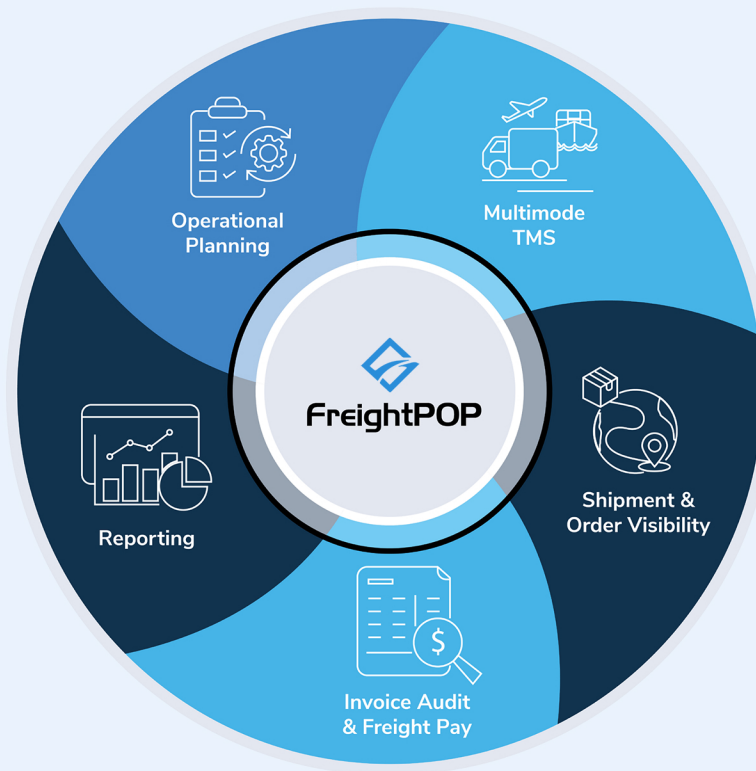 Operational
Planning
Multimode
TMS
FreightPOP
Shipment &
Order Visibility
Reporting
Invoice Audit
& Freight Pay
$